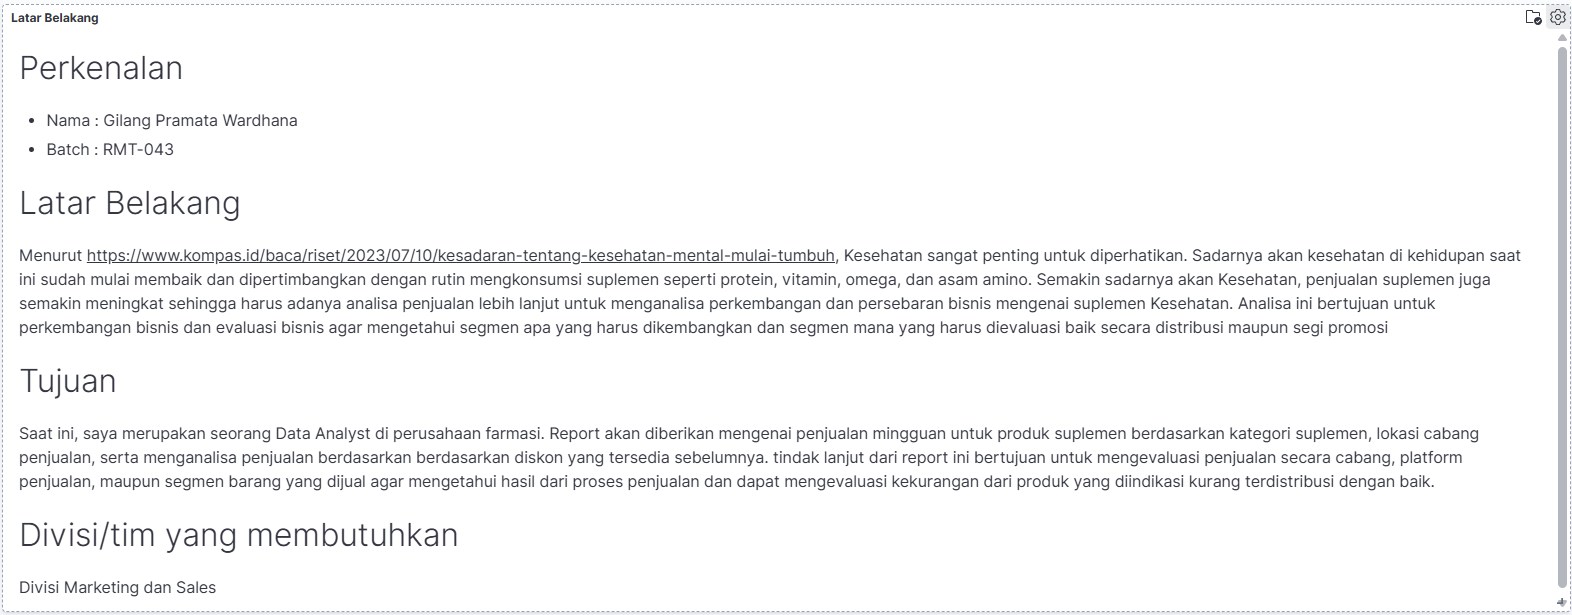 Latar Belakang
Perkenalan
• Nama : Gilang Pramata Wardhana
• Batch : RMT-043
Latar Belakang
Menurut https://www.kompas.id/baca/riset/2023/07/10/kesadaran-tentang-kesehatan-mental-mulai-tumbuh, Kesehatan sangat penting untuk diperhatikan. Sadarnya akan kesehatan di kehidupan saat
ini sudah mulai membaik dan dipertimbangkan dengan rutin mengkonsumsi suplemen seperti protein, vitamin, omega, dan asam amino. Semakin sadarnya akan Kesehatan, penjualan suplemen juga
semakin meningkat sehingga harus adanya analisa penjualan lebih lanjut untuk menganalisa perkembangan dan persebaran bisnis mengenai suplemen Kesehatan. Analisa ini bertujuan untuk
perkembangan bisnis dan evaluasi bisnis agar mengetahui segmen apa yang harus dikembangkan dan segmen mana yang harus dievaluasi baik secara distribusi maupun segi promosi
Tujuan
Saat ini, saya merupakan seorang Data Analyst di perusahaan farmasi. Report akan diberikan mengenai penjualan mingguan untuk produk suplemen berdasarkan kategori suplemen, lokasi cabang
penjualan, serta menganalisa penjualan berdasarkan berdasarkan diskon yang tersedia sebelumnya. tindak lanjut dari report ini bertujuan untuk mengevaluasi penjualan secara cabang, platform
penjualan, maupun segmen barang yang dijual agar mengetahui hasil dari proses penjualan dan dapat mengevaluasi kekurangan dari produk yang diindikasi kurang terdistribusi dengan baik.
Divisi/tim yang membutuhkan
Divisi Marketing dan Sales